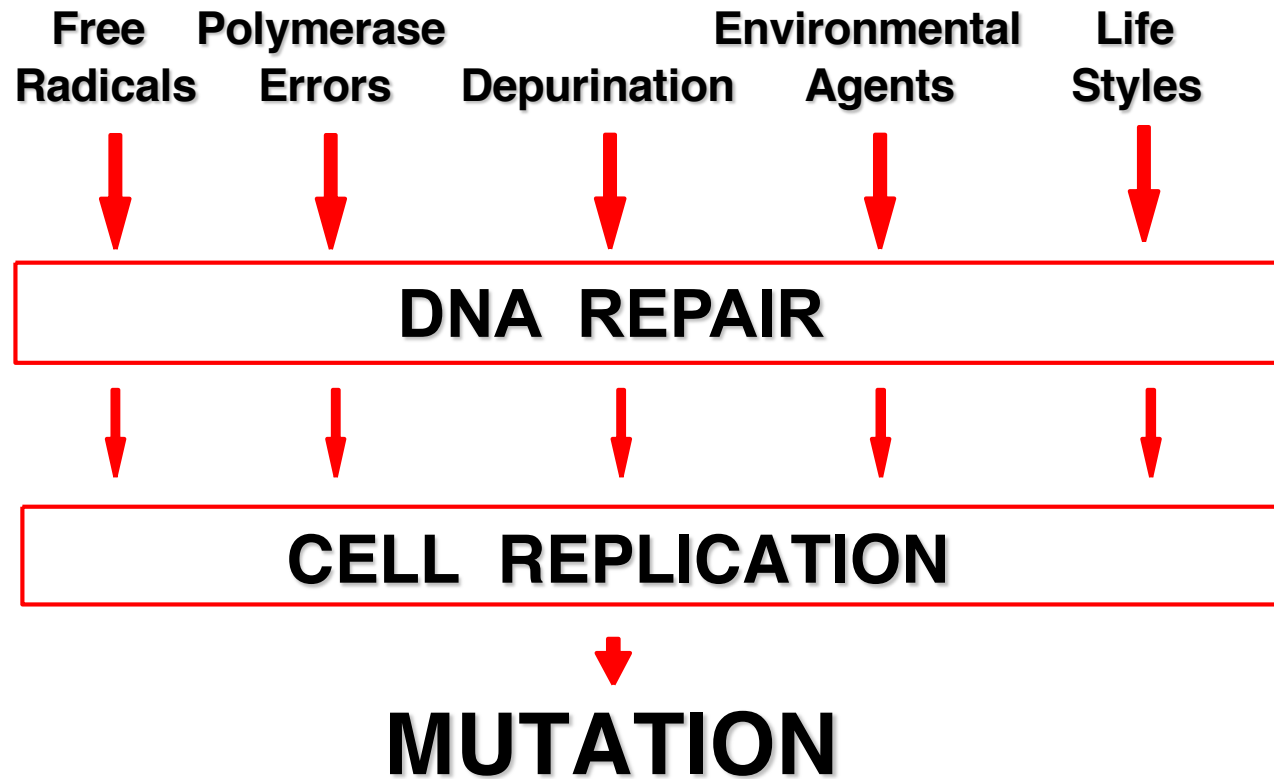 Free Polymerase Environmental Life
Radicals Errors Depurination Agents Styles
DNA REPAIR
CELL REPLICATION
MUTATION